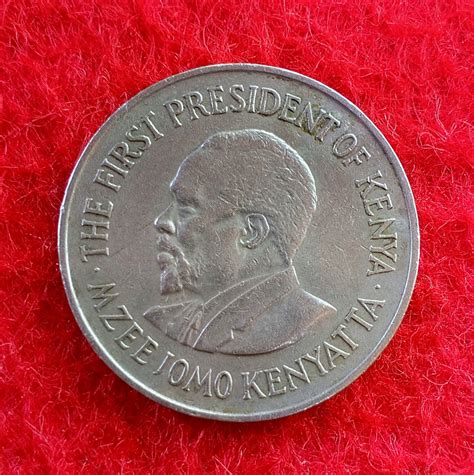 THE FIRST PRESIDENT OF KENYA
· MZEE JOMO KENYATTA ·